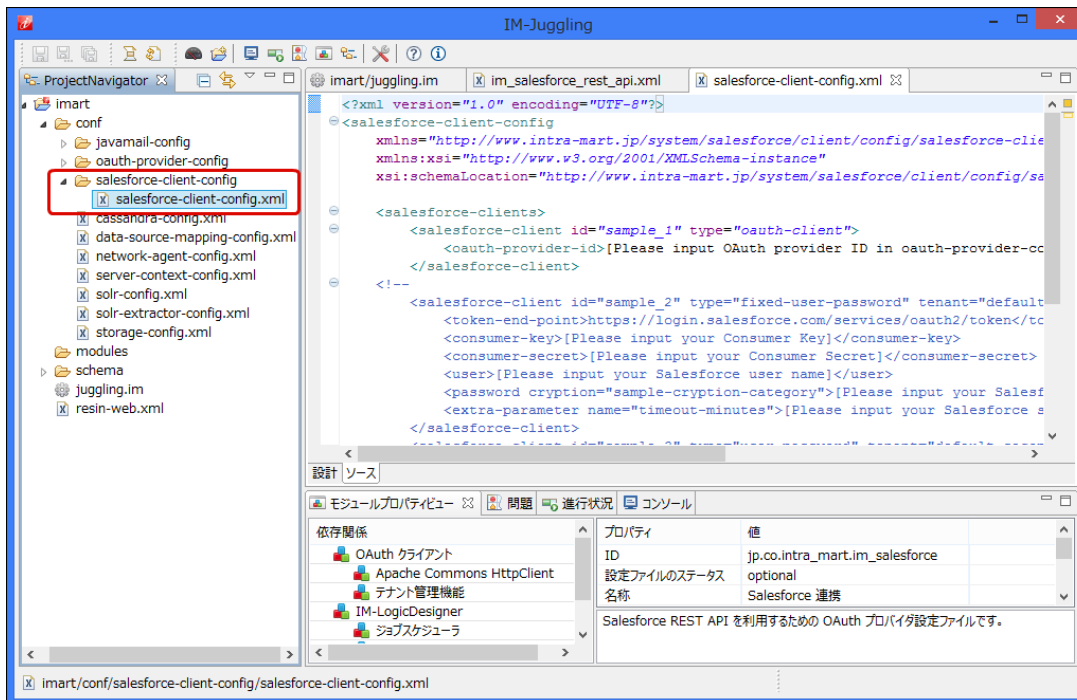 IM-Juggling
ProjectNavigator
imart
conf
javamail-config
oauth-provider-config
salesforce-client-config
salesforce-client-config.xml
cassandra-config.xml
data-source-mapping-config.xml
network-agent-config.xml
server-context-config.xml
solr-config.xml
solr-extractor-config.xml
storage-config.xml
modules
schema
juggling.im
resin-web.xml
imart/juggling.im im_salesforce_rest_api.xml salesforce-client-config.xml
<?xml version="1.0" encoding="UTF-8"?>
<salesforce-client-config
xmlns="http://www.intra-mart.jp/system/salesforce/client/config/salesforce-clie
xmlns:xsi="http://www.w3.org/2001/XMLSchema-instance"
xsi:schemaLocation="http://www.intra-mart.jp/system/salesforce/client/config/sa
<salesforce-clients>
<salesforce-client id="sample_1" type="oauth-client">
<oauth-provider-id>[Please input OAuth provider ID in oauth-provider-co
</salesforce-client>
<!--
<salesforce-client id="sample_2" type="fixed-user-password" tenant="default
<token-end-point>https://login.salesforce.com/services/oauth2/token</to
<consumer-key>[Please input your Consumer Key]</consumer-key>
<consumer-secret>[Please input your Consumer Secret]</consumer-secret>
<user>[Please input your Salesforce user name]</user>
<password cryption="sample-cryption-category">[Please input your Salesf
<extra-parameter name="timeout-minutes">[Please input your Salesforce s
</salesforce-client>
設計 ソース
モジュールプロパティビュー 問題 進行状況 コンソール
依存関係
OAuth クライアント
Apache Commons HttpClient
テナント管理機能
IM-LogicDesigner
ジョブスケジューラ
プロパティ 値
ID jp.co.intra_mart.im_salesforce
設定ファイルのステータス optional
名称 Salesforce 連携
Salesforce REST API を利用するための OAuth プロバイダ設定ファイルです。
imart/conf/salesforce-client-config/salesforce-client-config.xml